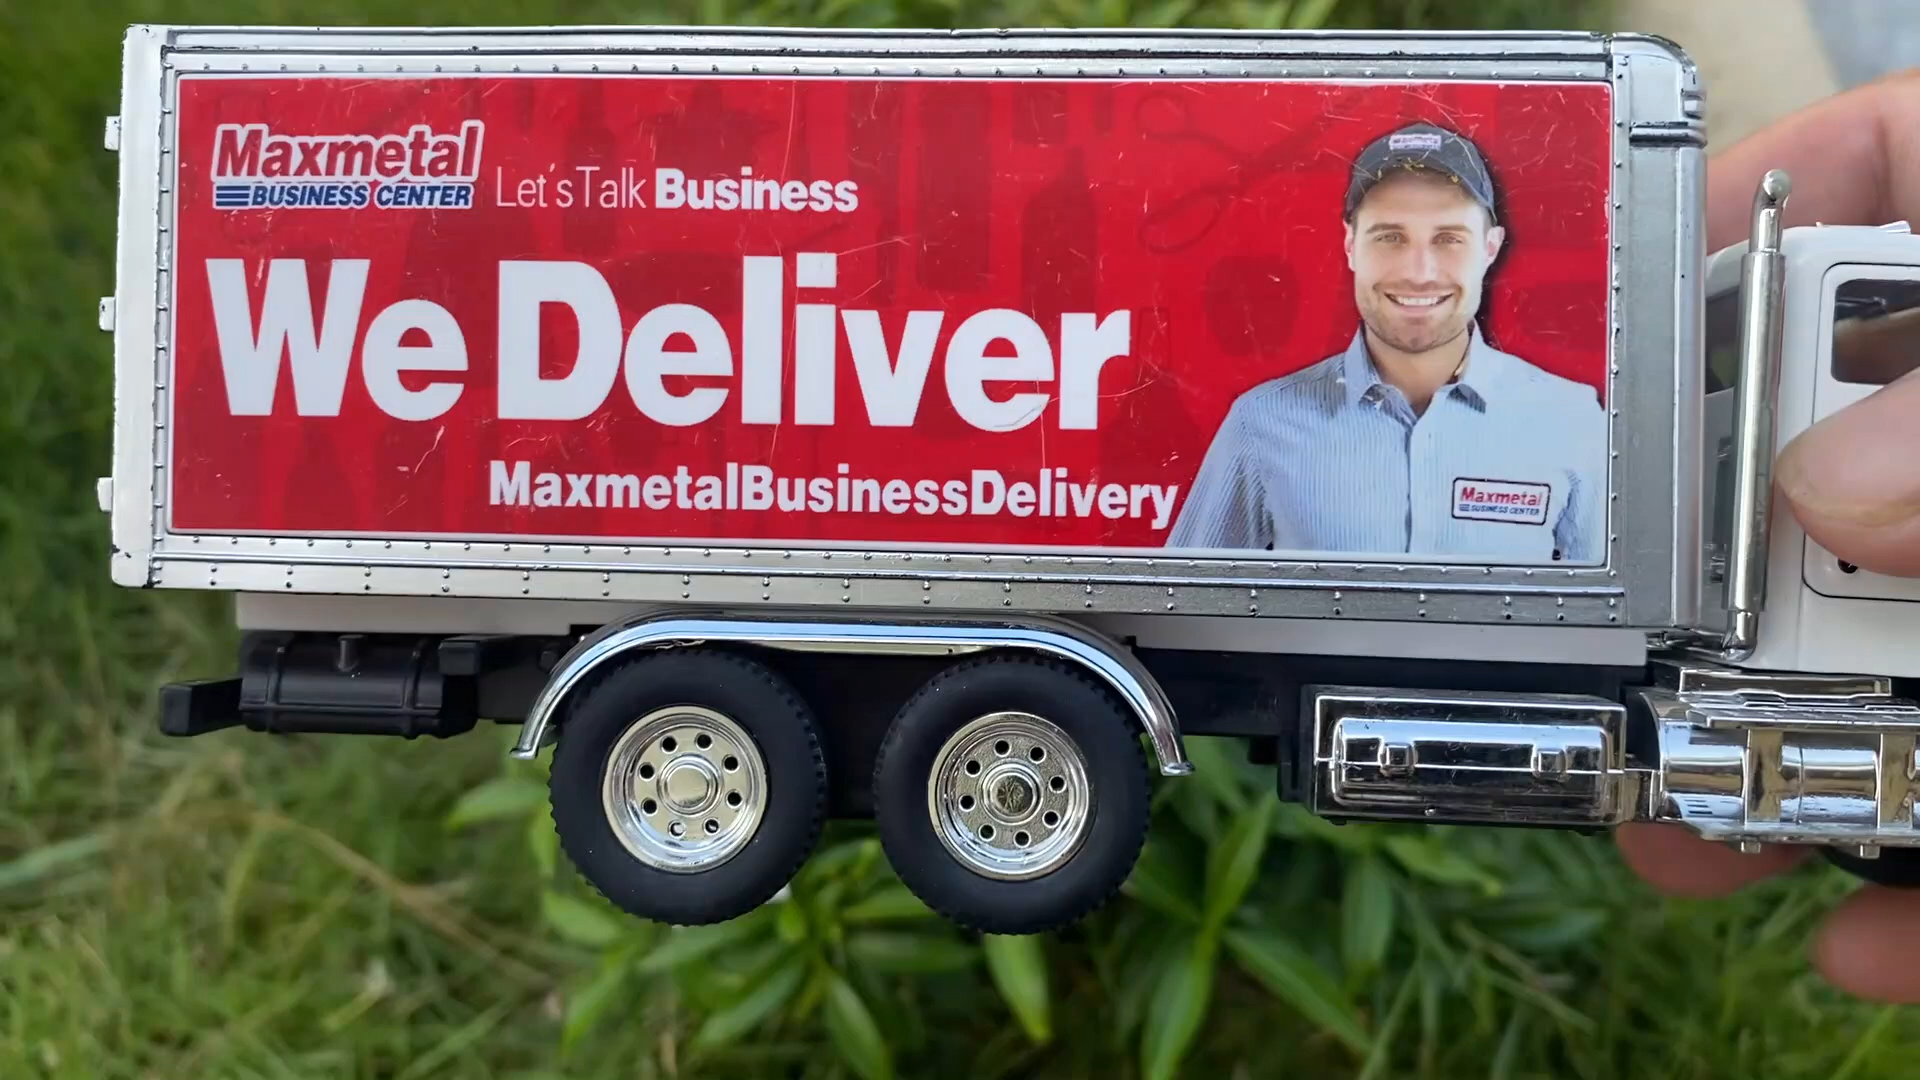 Maxmetal
BUSINESS CENTER
Let's Talk Business
We Deliver
MaxmetalBusinessDelivery
Maxmetal
BUSINESS CENTER